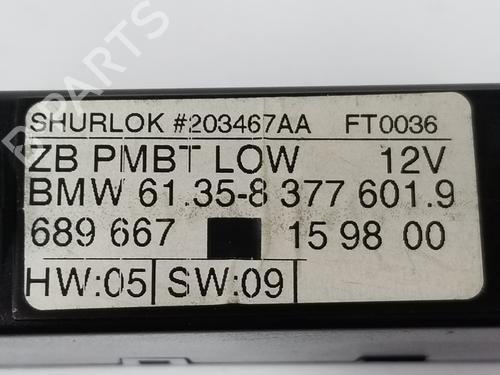 SHURLOK #203467AA FT0036
ZB PMBT LOW 12V
BMW 61.35-8 377 601.9
689 667 15 98 00
HW:05 SW:09
B PARTS